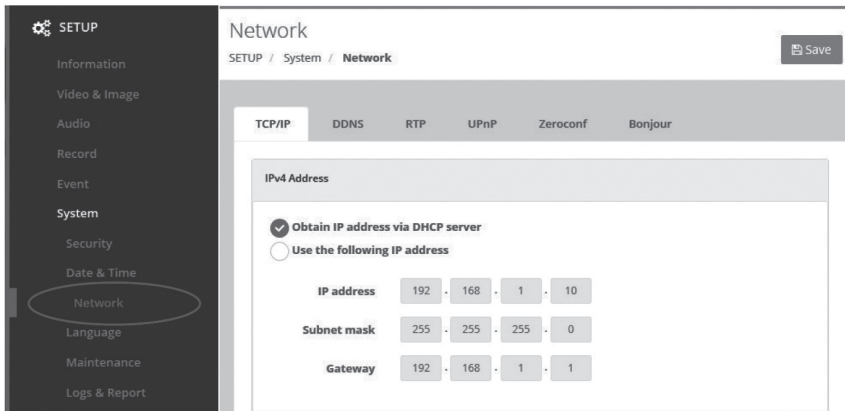 SETUP
Information
Video & Image
Audio
Record
Event
System
Security
Date & Time
Network
Language
Maintenance
Logs & Report
Network
SETUP / System / Network
Save
TCP/IP DDNS RTP UPnP Zeroconf Bonjour
IPv4 Address
Obtain IP address via DHCP server
Use the following IP address
IP address 192 . 168 . 1 . 10
Subnet mask 255 . 255 . 255 . 0
Gateway 192 . 168 . 1 . 1